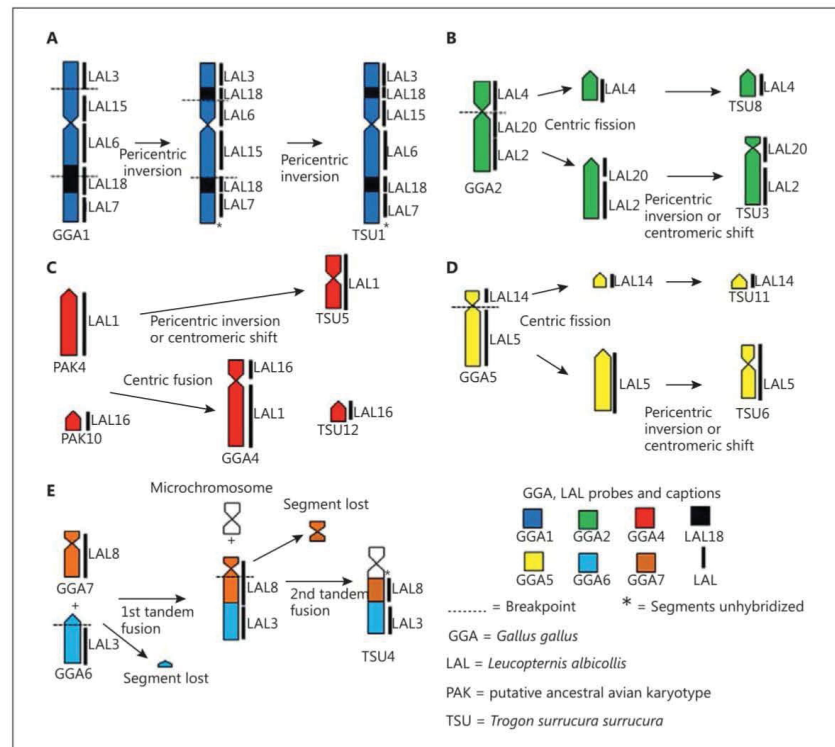 A
LAL3
LAL15
LAL6
LAL18
LAL7
GGA1
Pericentric
inversion
LAL3
LAL18
LAL6
LAL15
LAL18
LAL7
*
Pericentric
inversion
LAL3
LAL18
LAL15
LAL6
LAL18
LAL7
*
TSU1
B
LAL4
LAL20
LAL2
GGA2
Centric fission
LAL4
LAL20
LAL2
LAL4
TSU8
Pericentric
inversion or
centromeric shift
LAL20
LAL2
TSU3
C
LAL1
PAK4
Pericentric inversion
or centromeric shift
LAL1
TSU5
Centric fusion
LAL16
PAK10
LAL16
LAL1
GGA4
LAL16
TSU12
D
LAL14
LAL5
GGA5
Centric fission
LAL14
LAL5
LAL14
TSU11
Pericentric
inversion or
centromeric shift
LAL5
TSU6
E
LAL8
GGA7
+
LAL3
GGA6
1st tandem
fusion
Segment lost
Microchromosome
+
LAL8
LAL3
Segment lost
2nd tandem
fusion
*
LAL8
LAL3
TSU4
GGA, LAL probes and captions
GGA1 GGA2 GGA4 LAL18
GGA5 GGA6 GGA7 LAL
------- = Breakpoint * = Segments unhybridized
GGA = Gallus gallus
LAL = Leucopternis albicollis
PAK = putative ancestral avian karyotype
TSU = Trogon surrucura surrucura